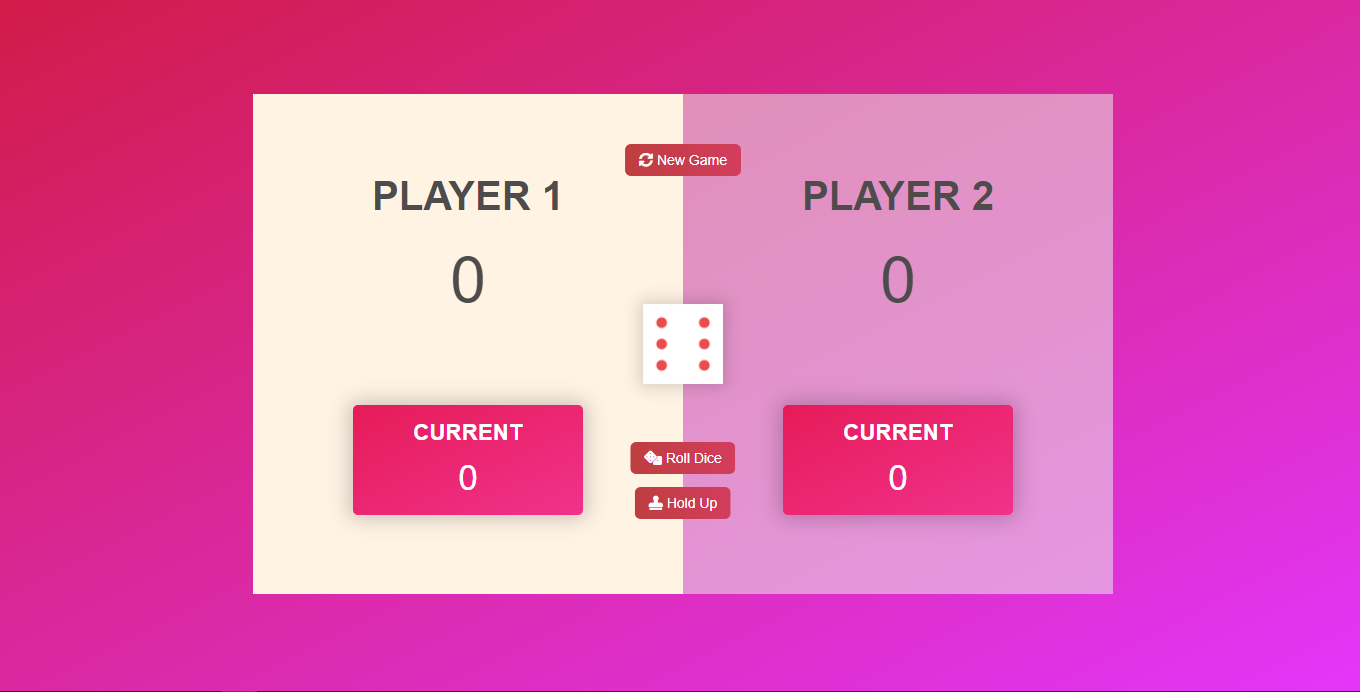 New Game
PLAYER 1
0
PLAYER 2
0
CURRENT
0
Roll Dice
Hold Up
CURRENT
0